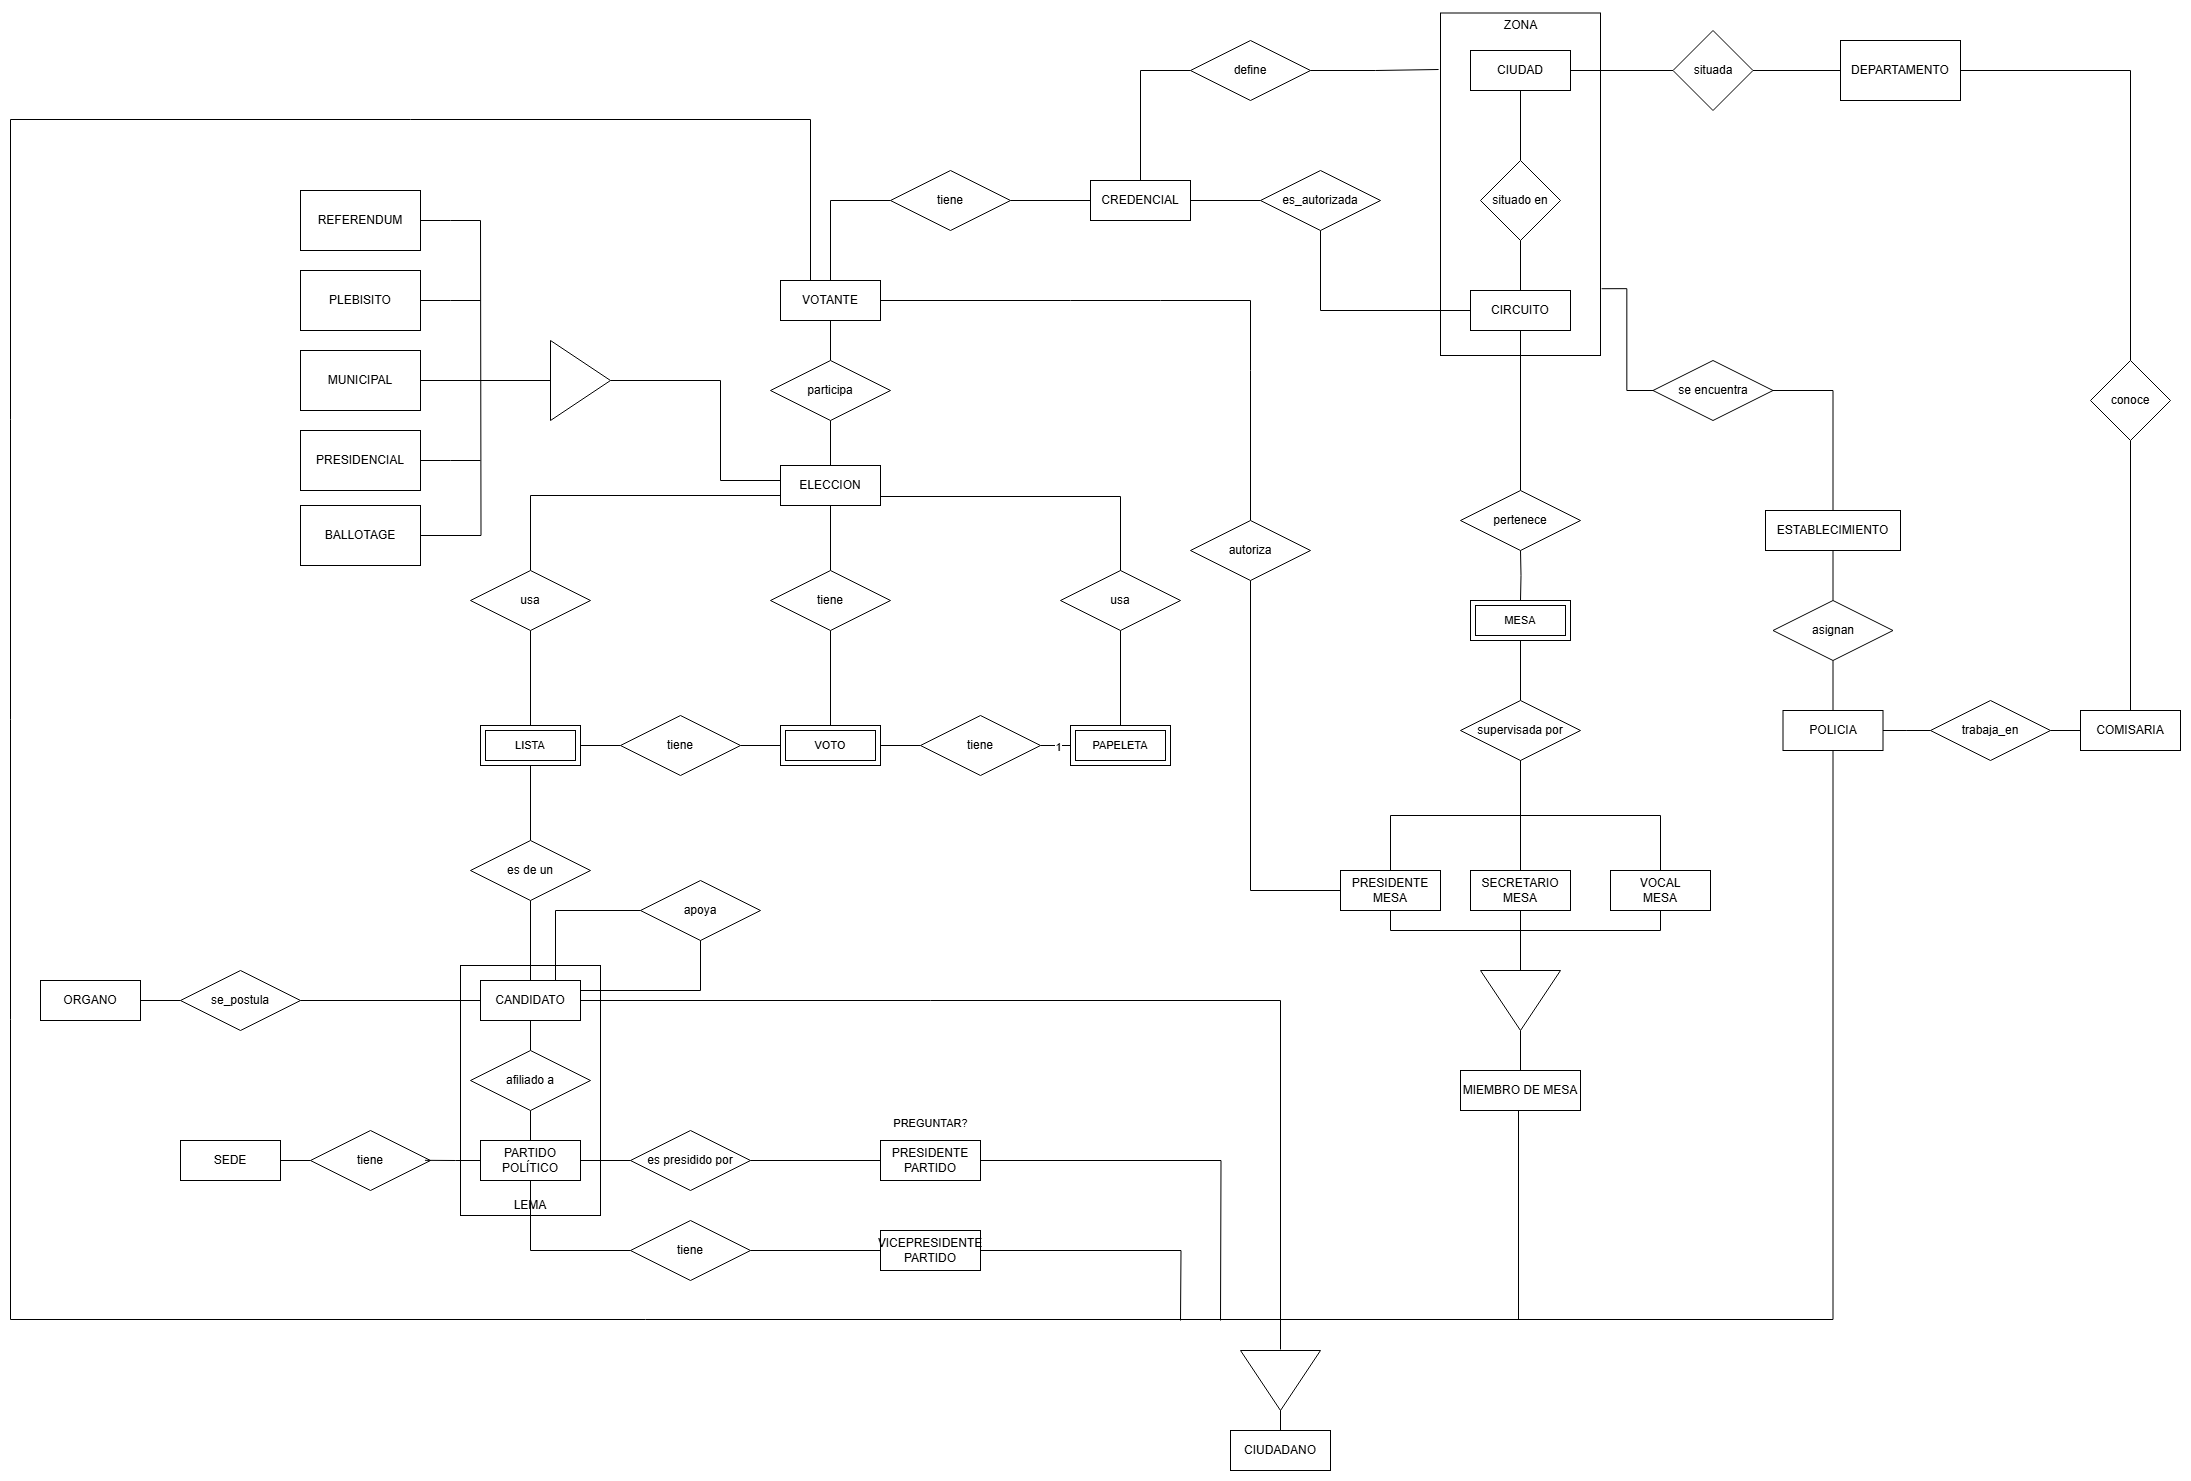 ZONA
define
CIUDAD
situada
DEPARTAMENTO
tiene
CREDENCIAL
es_autorizada
situado en
REFERENDUM
PLEBISITO
VOTANTE
CIRCUITO
MUNICIPAL
participa
se encuentra
conoce
PRESIDENCIAL
ELECCION
BALLOTAGE
autoriza
pertenece
ESTABLECIMIENTO
usa
tiene
usa
MESA
asignan
LISTA
tiene
VOTO
tiene
1
PAPELETA
supervisada por
POLICIA
trabaja_en
COMISARIA
es de un
apoya
PRESIDENTE
MESA
SECRETARIO
MESA
VOCAL
MESA
ORGANO
se_postula
CANDIDATO
afiliado a
MIEMBRO DE MESA
PREGUNTAR?
SEDE
tiene
PARTIDO
POLÍTICO
es presidido por
PRESIDENTE
PARTIDO
LEMA
tiene
VICEPRESIDENTE
PARTIDO
CIUDADANO